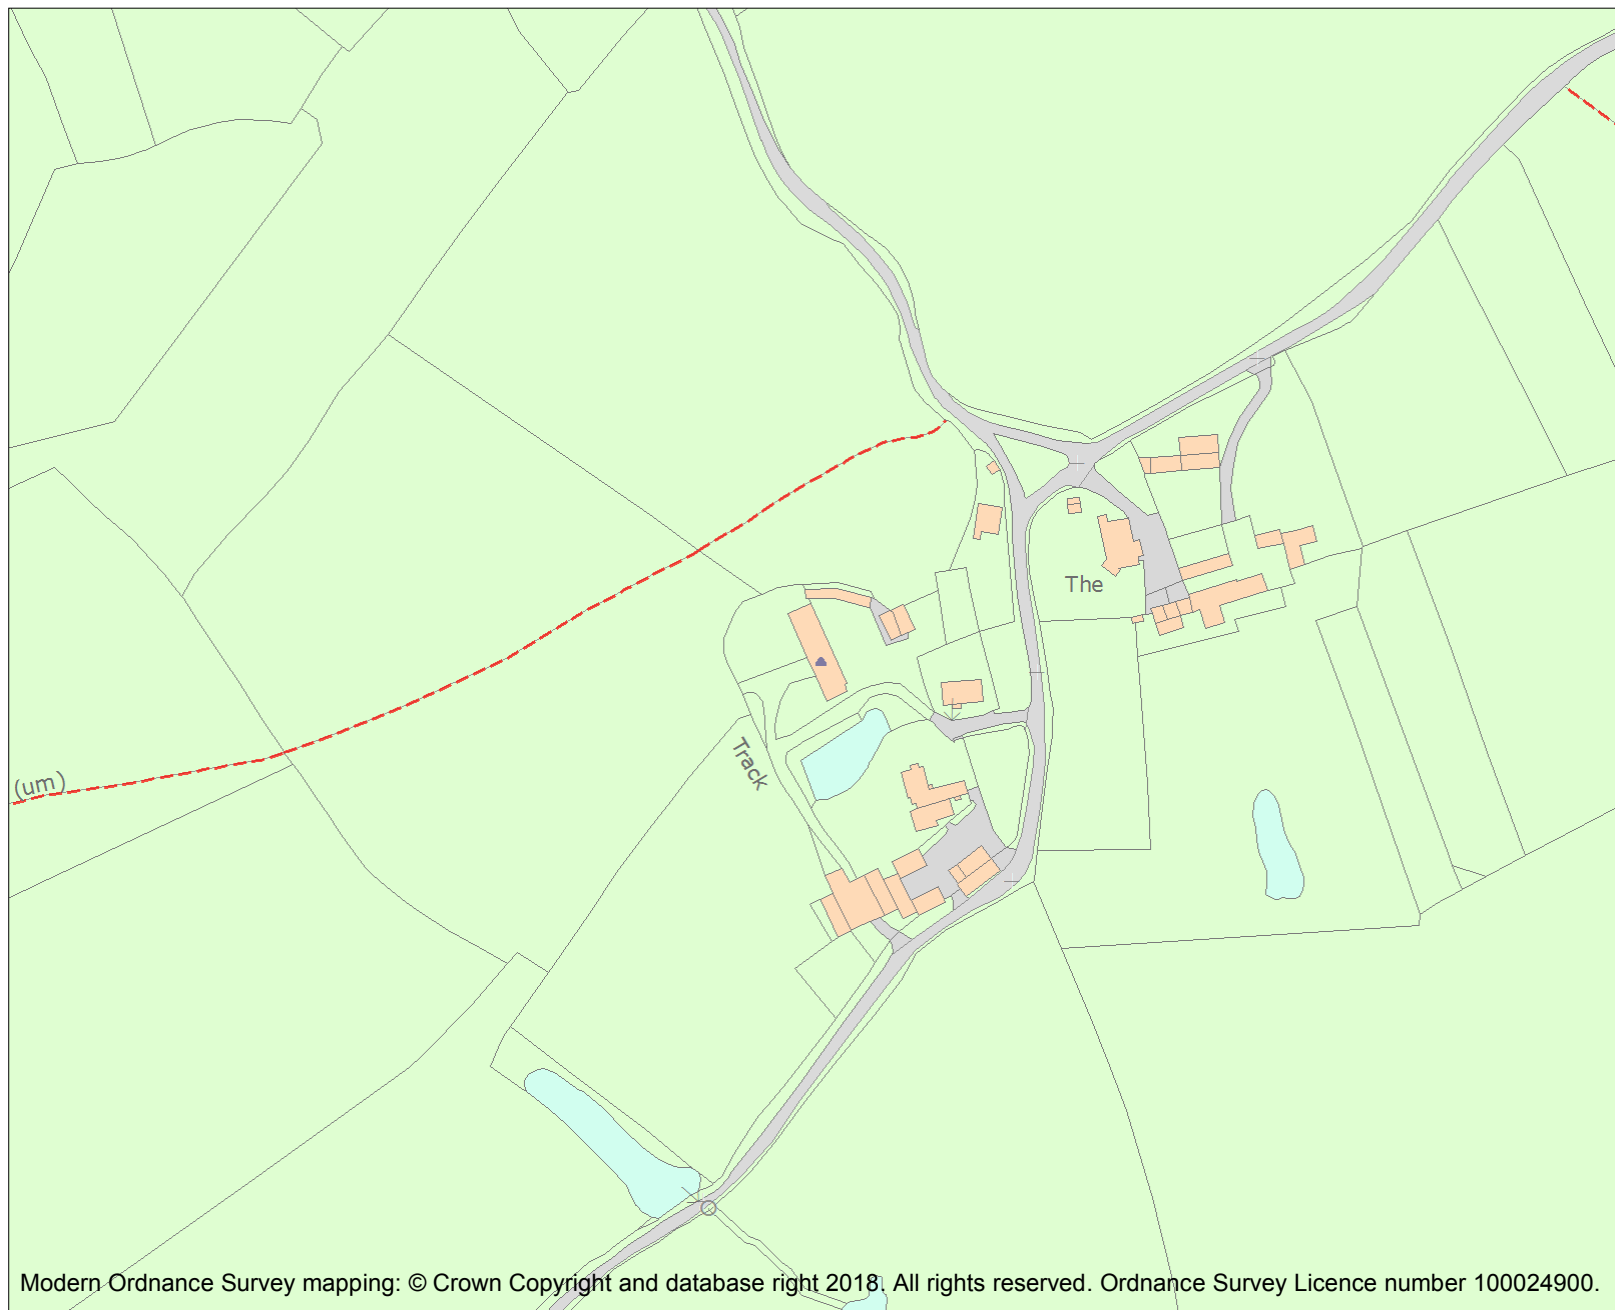 The
Track
(um)
Modern Ordnance Survey mapping: © Crown Copyright and database right 2018. All rights reserved. Ordnance Survey Licence number 100024900.